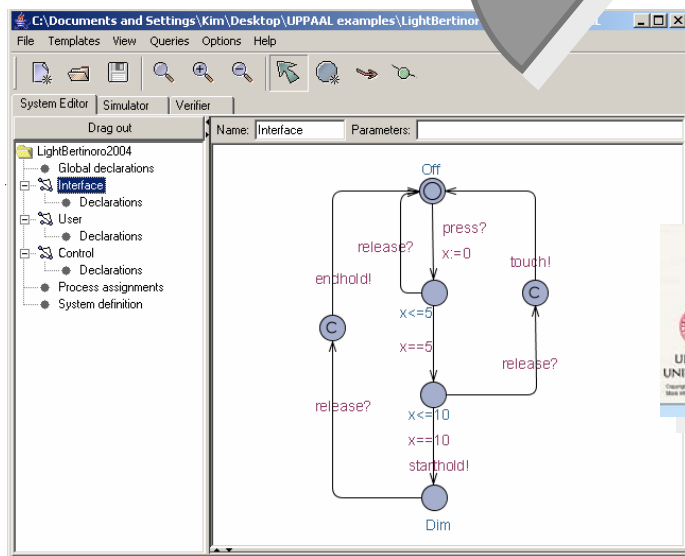 C:\Documents and Settings\Kim\Desktop\UPPAAL examples\LightBertinor
File Templates View Queries Options Help
System Editor Simulator Verifier
Drag out
Name: Interface Parameters:
LightBertinoro2004
Global declarations
Interface
Declarations
User
Declarations
Control
Declarations
Process assignments
System definition
Off
press?
release?
x:=0
touch!
endhold!
C
x<=5
C
x==5
release?
release?
x<=10
x==10
starthold!
Dim
UNI